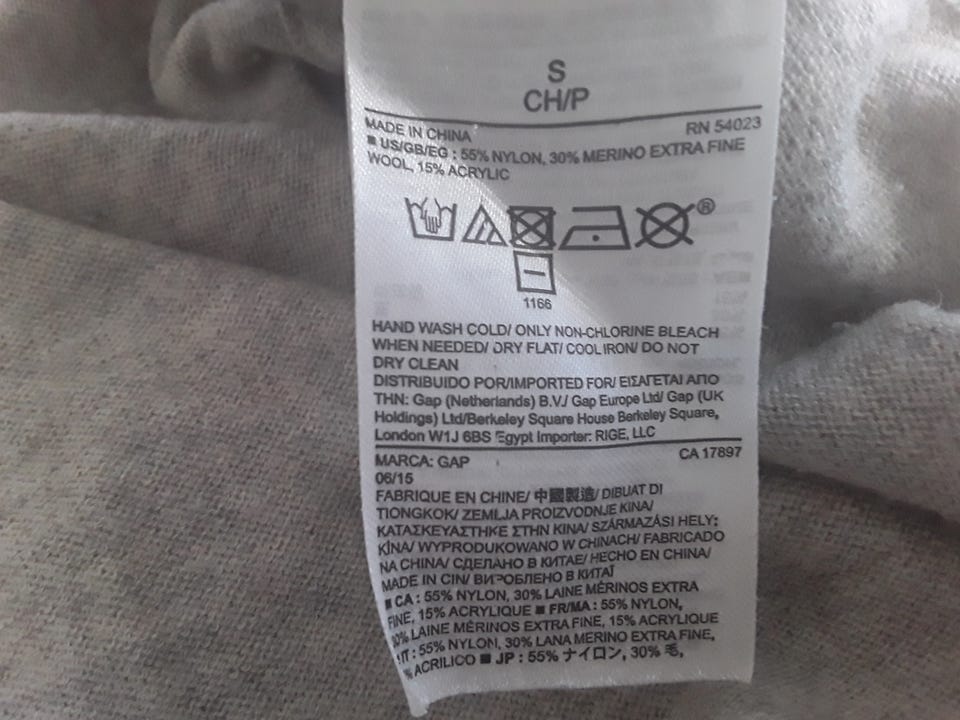 S
CH/P
MADE IN CHINA RN 54023
■ US/GB/EG : 55% NYLON, 30% MERINO EXTRA FINE
WOOL, 15% ACRYLIC
®
1166
HAND WASH COLD/ ONLY NON-CHLORINE BLEACH
WHEN NEEDED/ DRY FLAT/ COOL IRON/ DO NOT
DRY CLEAN
DISTRIBUIDO POR/IMPORTED FOR/ ΕΙΣΑΓΕΤΑΙ ΑΠΟ
THN: Gap (Netherlands) B.V./ Gap Europe Ltd/ Gap (UK
Holdings) Ltd/Berkeley Square House Berkeley Square,
London W1J 6BS Egypt Importer: RIGE, LLC
MARCA: GAP CA 17897
06/15
FABRIQUE EN CHINE/ 中國製造/ DIBUAT DI
TIONGKOK/ ZEMLJA PROIZVODNJE KINA/
ΚΑΤΑΣΚΕΥΑΣΤΗΚΕ ΣΤΗΝ ΚΙΝΑ/ SZÁRMAZÁSI HELY:
KÍNA/ WYPRODUKOWANO W CHINACH/ FABRICADO
NA CHINA/ СДЕЛАНО В КИТАЕ/ HECHO EN CHINA/
MADE IN CIN/ ВИРОБЛЕНО В КИТАЇ
■ CA : 55% NYLON, 30% LAINE MÉRINOS EXTRA
FINE, 15% ACRYLIQUE ■ FR/MA : 55% NYLON,
30% LAINE MÉRINOS EXTRA FINE, 15% ACRYLIQUE
IT : 55% NYLON, 30% LANA MERINO EXTRA FINE,
% ACRILICO ■ JP : 55% ナイロン, 30% 毛,